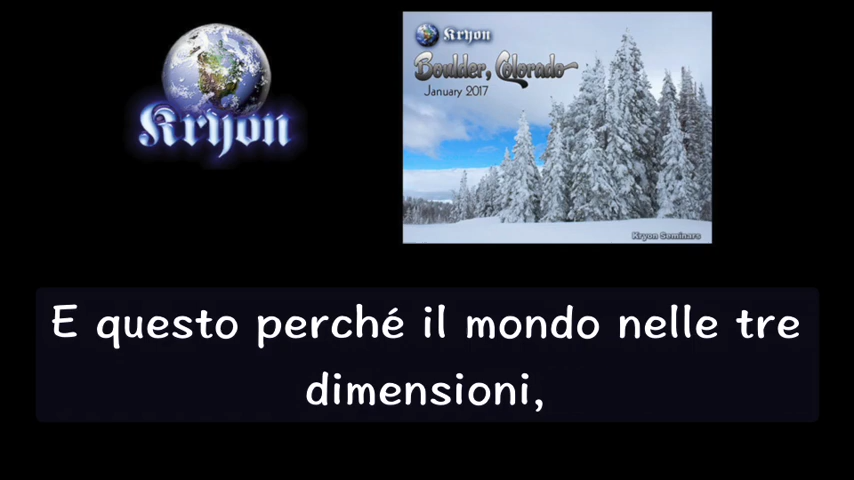 Kryon
Kryon
Boulder, Colorado
January 2017
Kryon Seminars
E questo perché il mondo nelle tre
dimensioni,